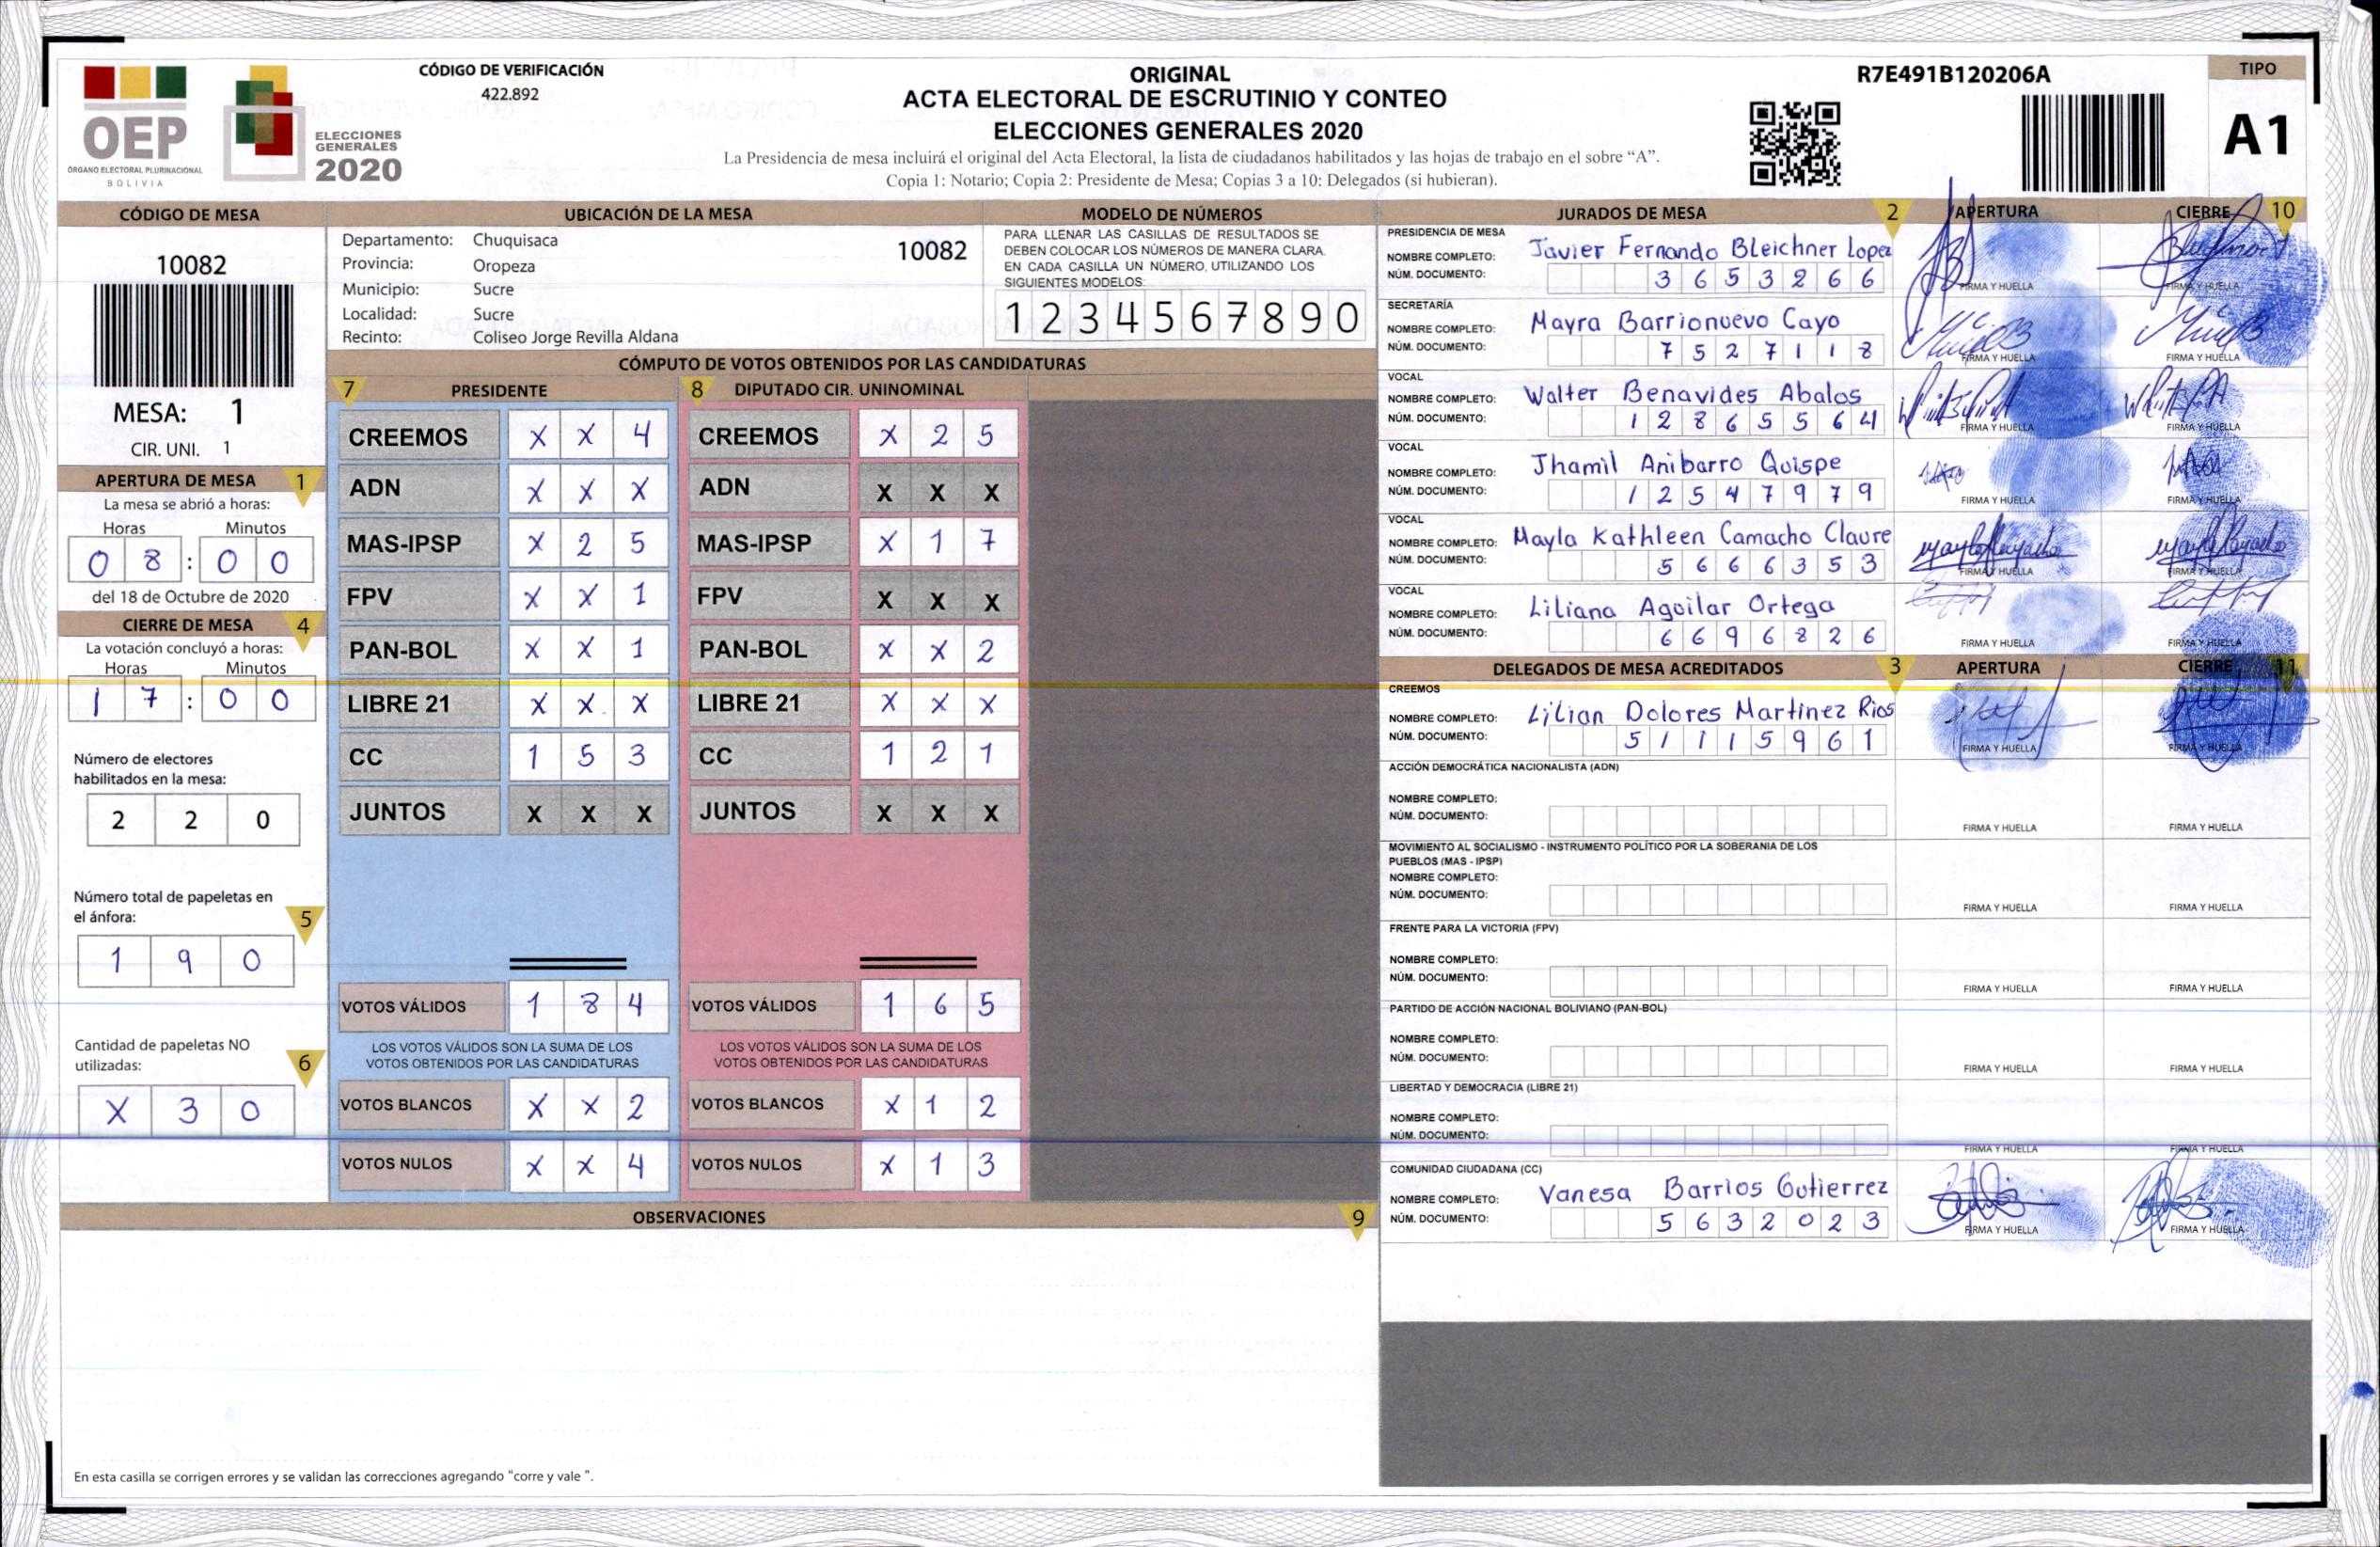 OEP
ÓRGANO ELECTORAL PLURINACIONAL
BOLIVIA
ELECCIONES
GENERALES
2020
CÓDIGO DE VERIFICACIÓN
422.892
ORIGINAL
ACTA ELECTORAL DE ESCRUTINIO Y CONTEO
ELECCIONES GENERALES 2020
La Presidencia de mesa incluirá el original del Acta Electoral, la lista de ciudadanos habilitados y las hojas de trabajo en el sobre “A”.
Copia 1: Notario; Copia 2: Presidente de Mesa; Copias 3 a 10: Delegados (si hubieran).
R7E491B120206A
TIPO
A1
CÓDIGO DE MESA
10082
MESA: 1
CIR. UNI. 1
APERTURA DE MESA 1
La mesa se abrió a horas:
Horas Minutos
0 8 : 0 0
del 18 de Octubre de 2020
CIERRE DE MESA 4
La votación concluyó a horas:
Horas Minutos
1 7 : 0 0
Número de electores
habilitados en la mesa:
2 2 0
Número total de papeletas en
el ánfora: 5
1 9 0
Cantidad de papeletas NO
utilizadas: 6
X 3 0
UBICACIÓN DE LA MESA
Departamento: Chuquisaca 10082
Provincia: Oropeza
Municipio: Sucre
Localidad: Sucre
Recinto: Coliseo Jorge Revilla Aldana
MODELO DE NÚMEROS
PARA LLENAR LAS CASILLAS DE RESULTADOS SE
DEBEN COLOCAR LOS NÚMEROS DE MANERA CLARA.
EN CADA CASILLA UN NÚMERO, UTILIZANDO LOS
SIGUIENTES MODELOS:
1 2 3 4 5 6 7 8 9 0
CÓMPUTO DE VOTOS OBTENIDOS POR LAS CANDIDATURAS
7 PRESIDENTE
CREEMOS X X 4
ADN X X X
MAS-IPSP X 2 5
FPV X X 1
PAN-BOL X X 1
LIBRE 21 X X X
CC 1 5 3
JUNTOS X X X
VOTOS VÁLIDOS 1 8 4
LOS VOTOS VÁLIDOS SON LA SUMA DE LOS
VOTOS OBTENIDOS POR LAS CANDIDATURAS
VOTOS BLANCOS X X 2
VOTOS NULOS X X 4
8 DIPUTADO CIR. UNINOMINAL
CREEMOS X 2 5
ADN X X X
MAS-IPSP X 1 7
FPV X X X
PAN-BOL X X 2
LIBRE 21 X X X
CC 1 2 1
JUNTOS X X X
VOTOS VÁLIDOS 1 6 5
LOS VOTOS VÁLIDOS SON LA SUMA DE LOS
VOTOS OBTENIDOS POR LAS CANDIDATURAS
VOTOS BLANCOS X 1 2
VOTOS NULOS X 1 3
OBSERVACIONES 9
En esta casilla se corrigen errores y se validan las correcciones agregando "corre y vale ".
JURADOS DE MESA 2 APERTURA CIERRE 10
PRESIDENCIA DE MESA
NOMBRE COMPLETO: Javier Fernando Bleichner Lopez
NÚM. DOCUMENTO: 3 6 5 3 2 6 6
FIRMA Y HUELLA FIRMA Y HUELLA
SECRETARÍA
NOMBRE COMPLETO: Mayra Barrionuevo Cayo
NÚM. DOCUMENTO: 7 5 2 7 1 1 8
FIRMA Y HUELLA FIRMA Y HUELLA
VOCAL
NOMBRE COMPLETO: Walter Benavides Abalos
NÚM. DOCUMENTO: 1 2 8 6 5 5 6 4
FIRMA Y HUELLA FIRMA Y HUELLA
VOCAL
NOMBRE COMPLETO: Jhamil Anibarro Quispe
NÚM. DOCUMENTO: 1 2 5 4 7 9 7 9
FIRMA Y HUELLA FIRMA Y HUELLA
VOCAL
NOMBRE COMPLETO: Mayla Kathleen Camacho Claure
NÚM. DOCUMENTO: 5 6 6 6 3 5 3
FIRMA Y HUELLA FIRMA Y HUELLA
VOCAL
NOMBRE COMPLETO: Liliana Aguilar Ortega
NÚM. DOCUMENTO: 6 6 9 6 8 2 6
FIRMA Y HUELLA FIRMA Y HUELLA
DELEGADOS DE MESA ACREDITADOS 3 APERTURA CIERRE 11
CREEMOS
NOMBRE COMPLETO: Lilian Dolores Martinez Rios
NÚM. DOCUMENTO: 5 1 1 1 5 9 6 1
FIRMA Y HUELLA FIRMA Y HUELLA
ACCIÓN DEMOCRÁTICA NACIONALISTA (ADN)
NOMBRE COMPLETO:
NÚM. DOCUMENTO:
FIRMA Y HUELLA FIRMA Y HUELLA
MOVIMIENTO AL SOCIALISMO - INSTRUMENTO POLÍTICO POR LA SOBERANIA DE LOS
PUEBLOS (MAS - IPSP)
NOMBRE COMPLETO:
NÚM. DOCUMENTO:
FIRMA Y HUELLA FIRMA Y HUELLA
FRENTE PARA LA VICTORIA (FPV)
NOMBRE COMPLETO:
NÚM. DOCUMENTO:
FIRMA Y HUELLA FIRMA Y HUELLA
PARTIDO DE ACCIÓN NACIONAL BOLIVIANO (PAN-BOL)
NOMBRE COMPLETO:
NÚM. DOCUMENTO:
FIRMA Y HUELLA FIRMA Y HUELLA
LIBERTAD Y DEMOCRACIA (LIBRE 21)
NOMBRE COMPLETO:
NÚM. DOCUMENTO:
FIRMA Y HUELLA FIRMA Y HUELLA
COMUNIDAD CIUDADANA (CC)
NOMBRE COMPLETO: Vanesa Barrios Gutierrez
NÚM. DOCUMENTO: 5 6 3 2 0 2 3
FIRMA Y HUELLA FIRMA Y HUELLA